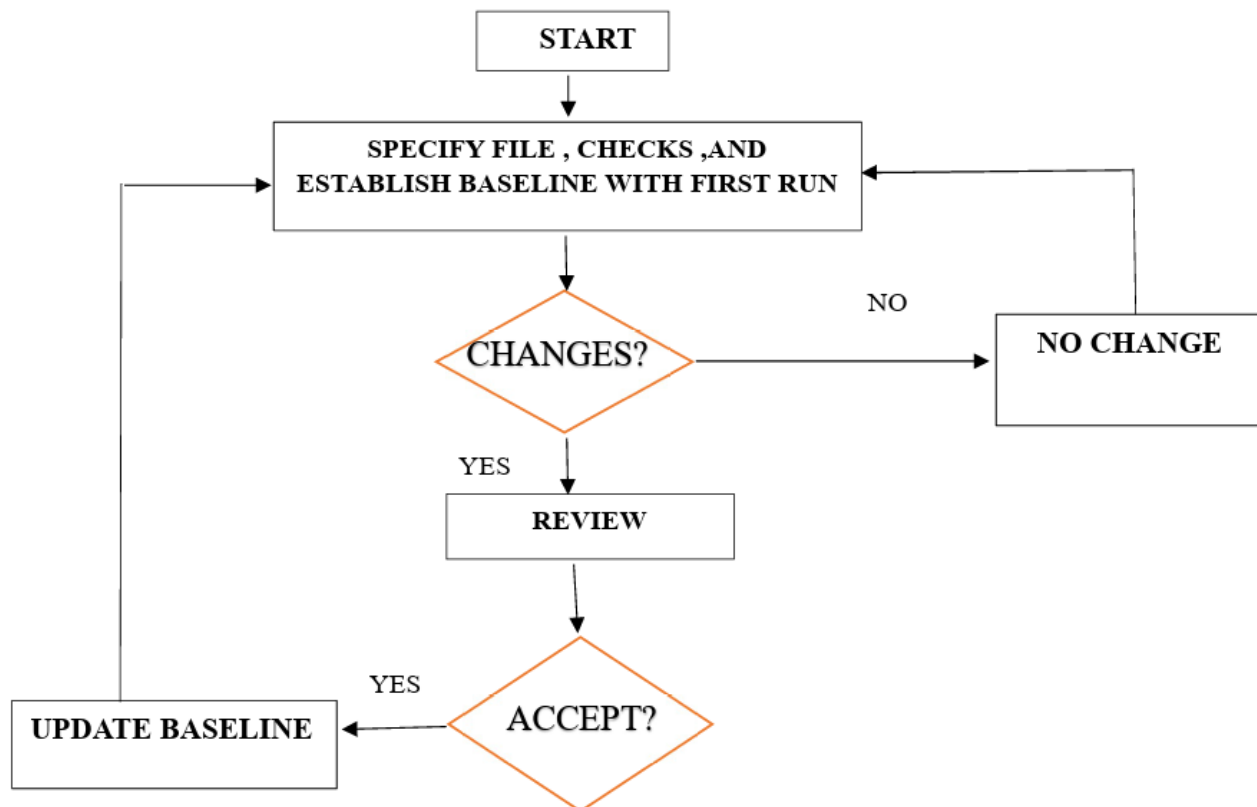 START
SPECIFY FILE , CHECKS ,AND
ESTABLISH BASELINE WITH FIRST RUN
NO
CHANGES?
NO CHANGE
YES
REVIEW
YES
ACCEPT?
UPDATE BASELINE